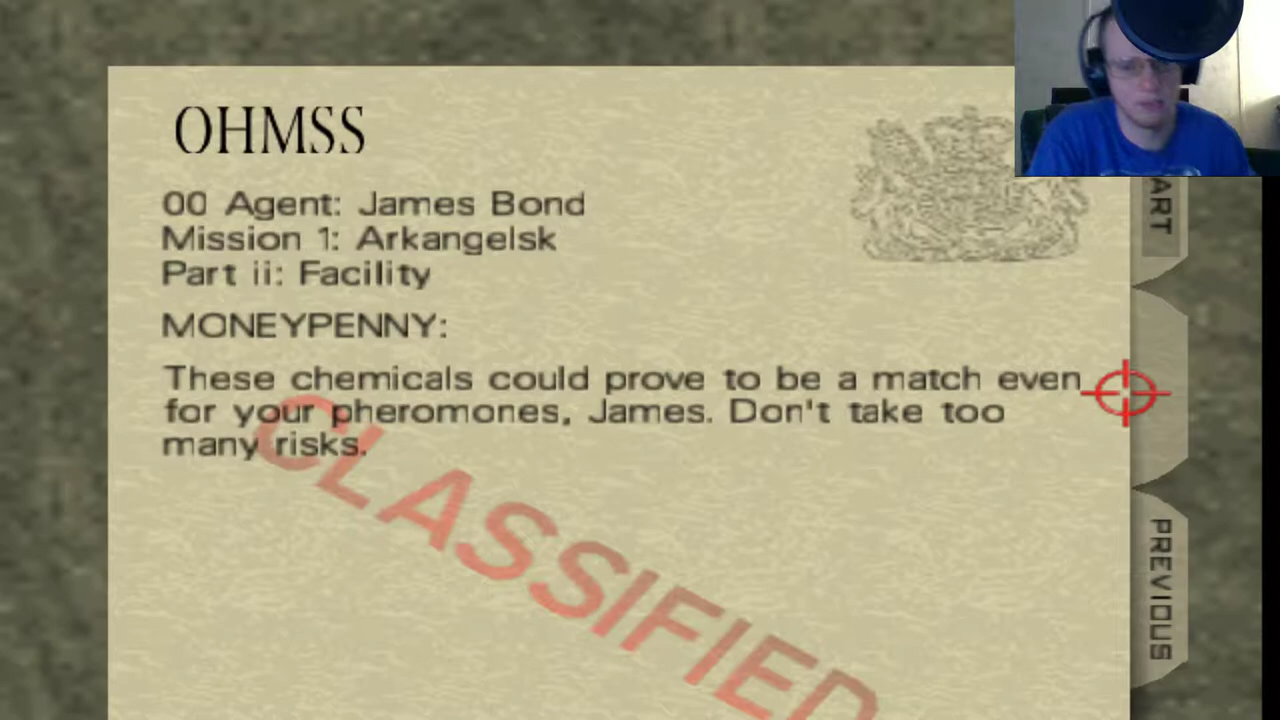 OHMSS
00 Agent: James Bond
Mission 1: Arkangelsk
Part ii: Facility
MONEYPENNY:
These chemicals could prove to be a match even
for your pheromones, James. Don't take too
many risks.
CLASSIFIED
ART
PREVIOUS